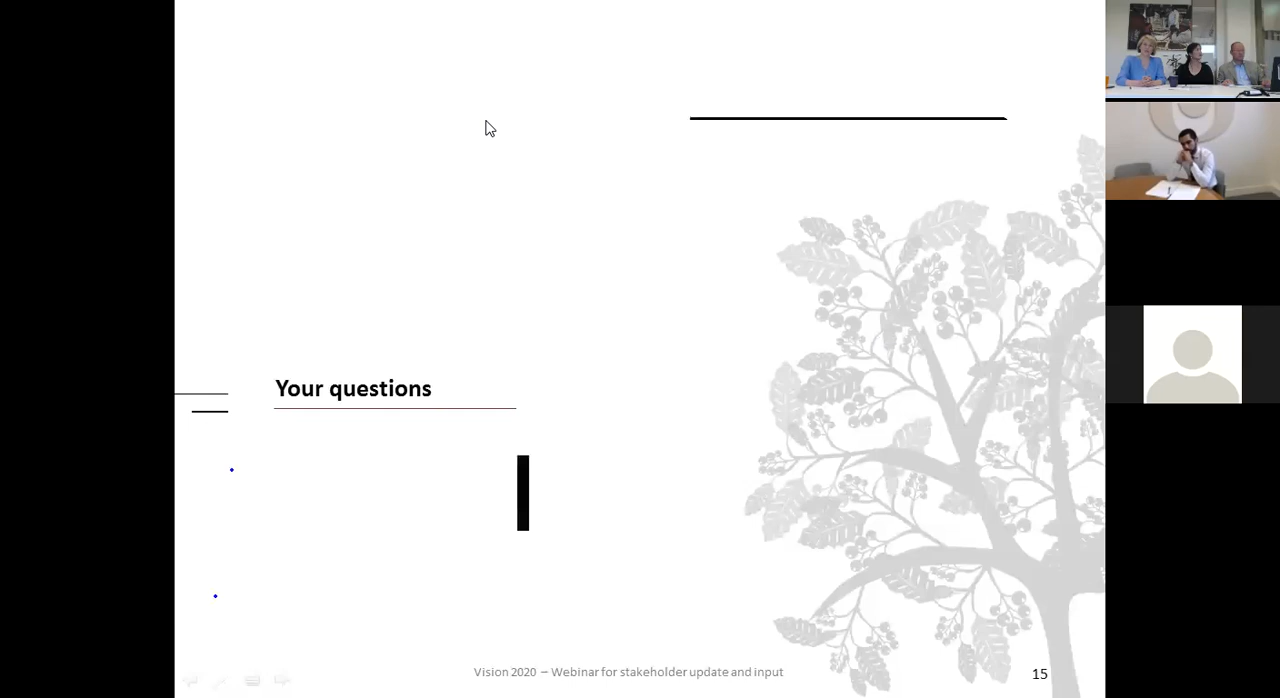 Your questions
Vision 2020 – Webinar for stakeholder update and input
15